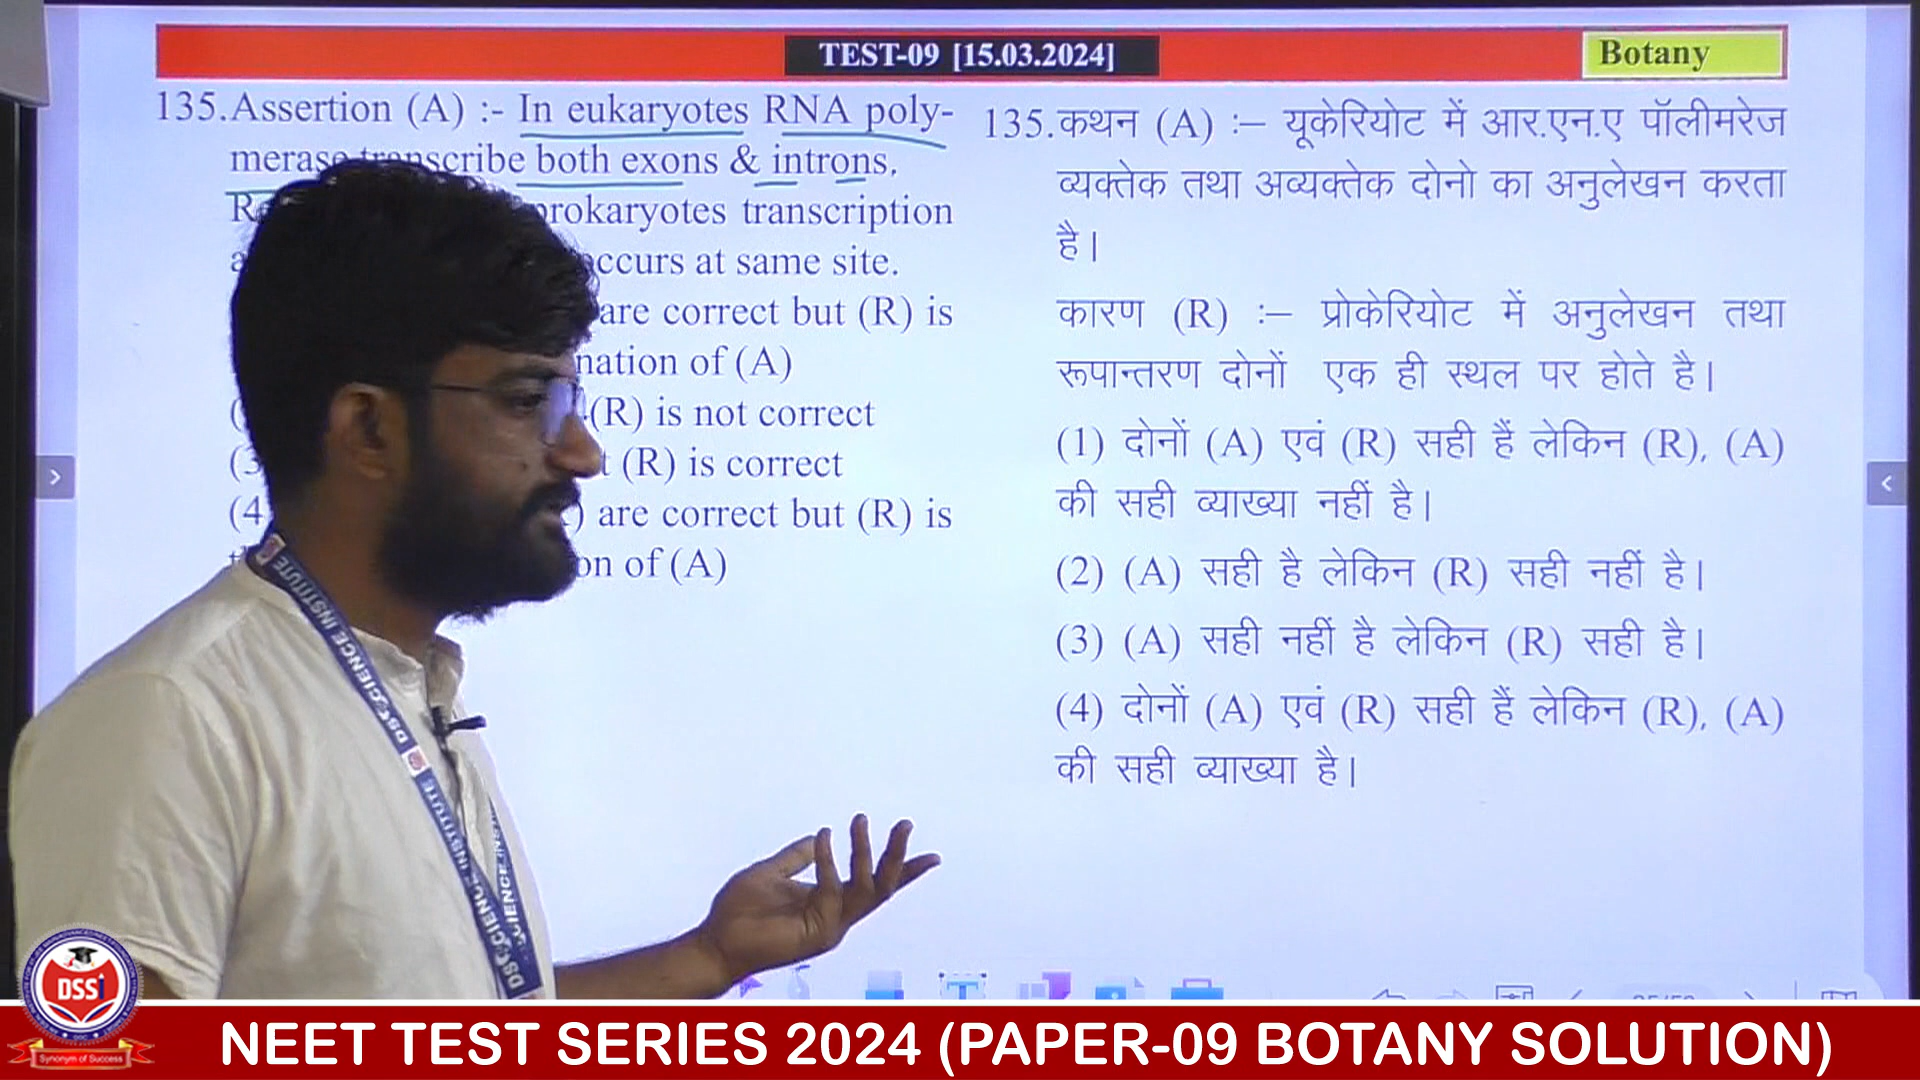 TEST-09 [15.03.2024]
Botany
135.Assertion (A) :- In eukaryotes RNA poly-
transcribe both exons & introns.
prokaryotes transcription
occurs at same site.
are correct but (R) is
of (A)
(R) is not correct
(R) is correct
(4) are correct but (R) is
of (A)
135.कथन (A) :– यूकेरियोट में आर.एन.ए पॉलीमरेज
व्यक्तेक तथा अव्यक्तेक दोनो का अनुलेखन करता
है।
कारण (R) :– प्रोकेरियोट में अनुलेखन तथा
रूपान्तरण दोनों एक ही स्थल पर होते है।
(1) दोनों (A) एवं (R) सही हैं लेकिन (R), (A)
की सही व्याख्या नहीं है।
(2) (A) सही है लेकिन (R) सही नहीं है।
(3) (A) सही नहीं है लेकिन (R) सही है।
(4) दोनों (A) एवं (R) सही हैं लेकिन (R), (A)
की सही व्याख्या है।
DSSi
Synonym of Success
NEET TEST SERIES 2024 (PAPER-09 BOTANY SOLUTION)